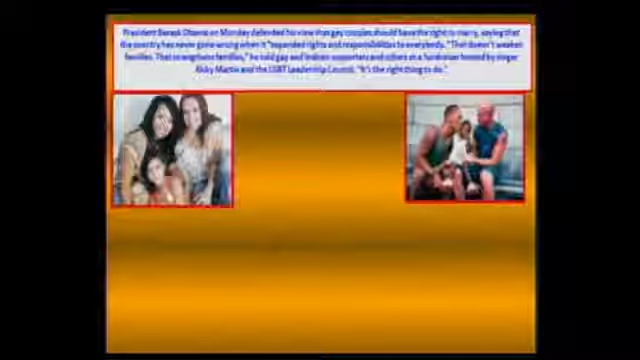 President Barack Obama on Monday defended his view that gay couples should have the right to marry, saying that
the country has never gone wrong when it "expanded rights and responsibilities to everybody. "That doesn't weaken
families. That strengthens families," he told gay and lesbian supporters and others at a fundraiser hosted by singer
Ricky Martin and the LGBT Leadership Council. "It's the right thing to do."